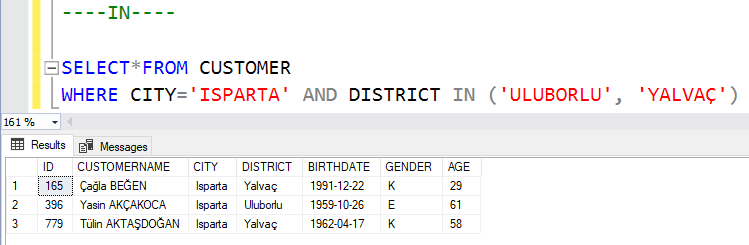 ----IN----
SELECT*FROM CUSTOMER
WHERE CITY='ISPARTA' AND DISTRICT IN ('ULUBORLU', 'YALVAÇ')
161 %
Results Messages
ID CUSTOMERNAME CITY DISTRICT BIRTHDATE GENDER AGE
1 165 Çağla BEĞEN Isparta Yalvaç 1991-12-22 K 29
2 396 Yasin AKÇAKOCA Isparta Uluborlu 1959-10-26 E 61
3 779 Tülin AKTAŞDOĞAN Isparta Yalvaç 1962-04-17 K 58